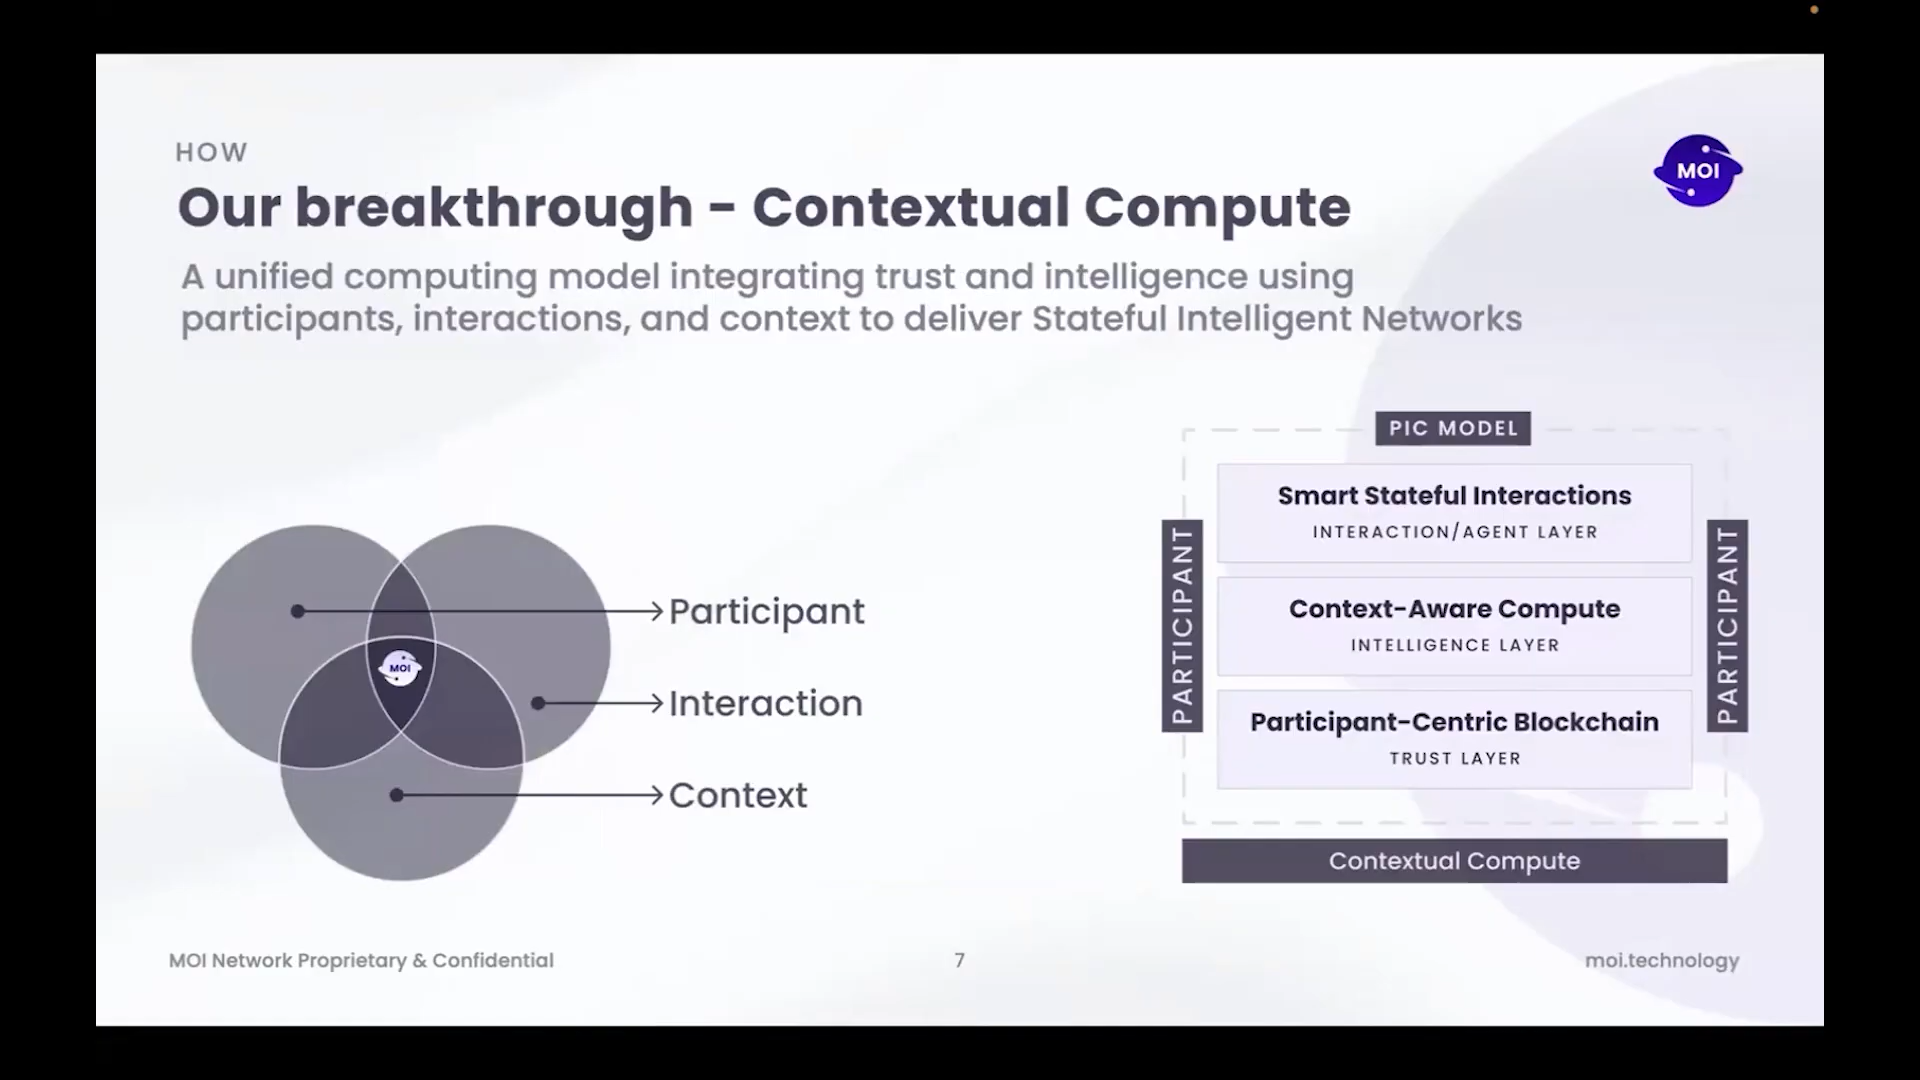 HOW
MOI
Our breakthrough - Contextual Compute
A unified computing model integrating trust and intelligence using
participants, interactions, and context to deliver Stateful Intelligent Networks
MOI
Participant
Interaction
Context
PIC MODEL
PARTICIPANT
Smart Stateful Interactions
INTERACTION/AGENT LAYER
Context-Aware Compute
INTELLIGENCE LAYER
Participant-Centric Blockchain
TRUST LAYER
PARTICIPANT
Contextual Compute
MOI Network Proprietary & Confidential
7
moi.technology